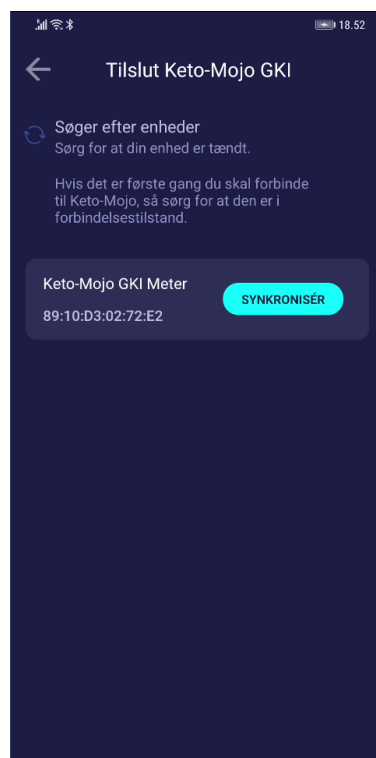 18.52
Tilslut Keto-Mojo GKI
Søger efter enheder
Sørg for at din enhed er tændt.
Hvis det er første gang du skal forbinde
til Keto-Mojo, så sørg for at den er i
forbindelsestilstand.
Keto-Mojo GKI Meter
SYNKRONISÉR
89:10:D3:02:72:E2